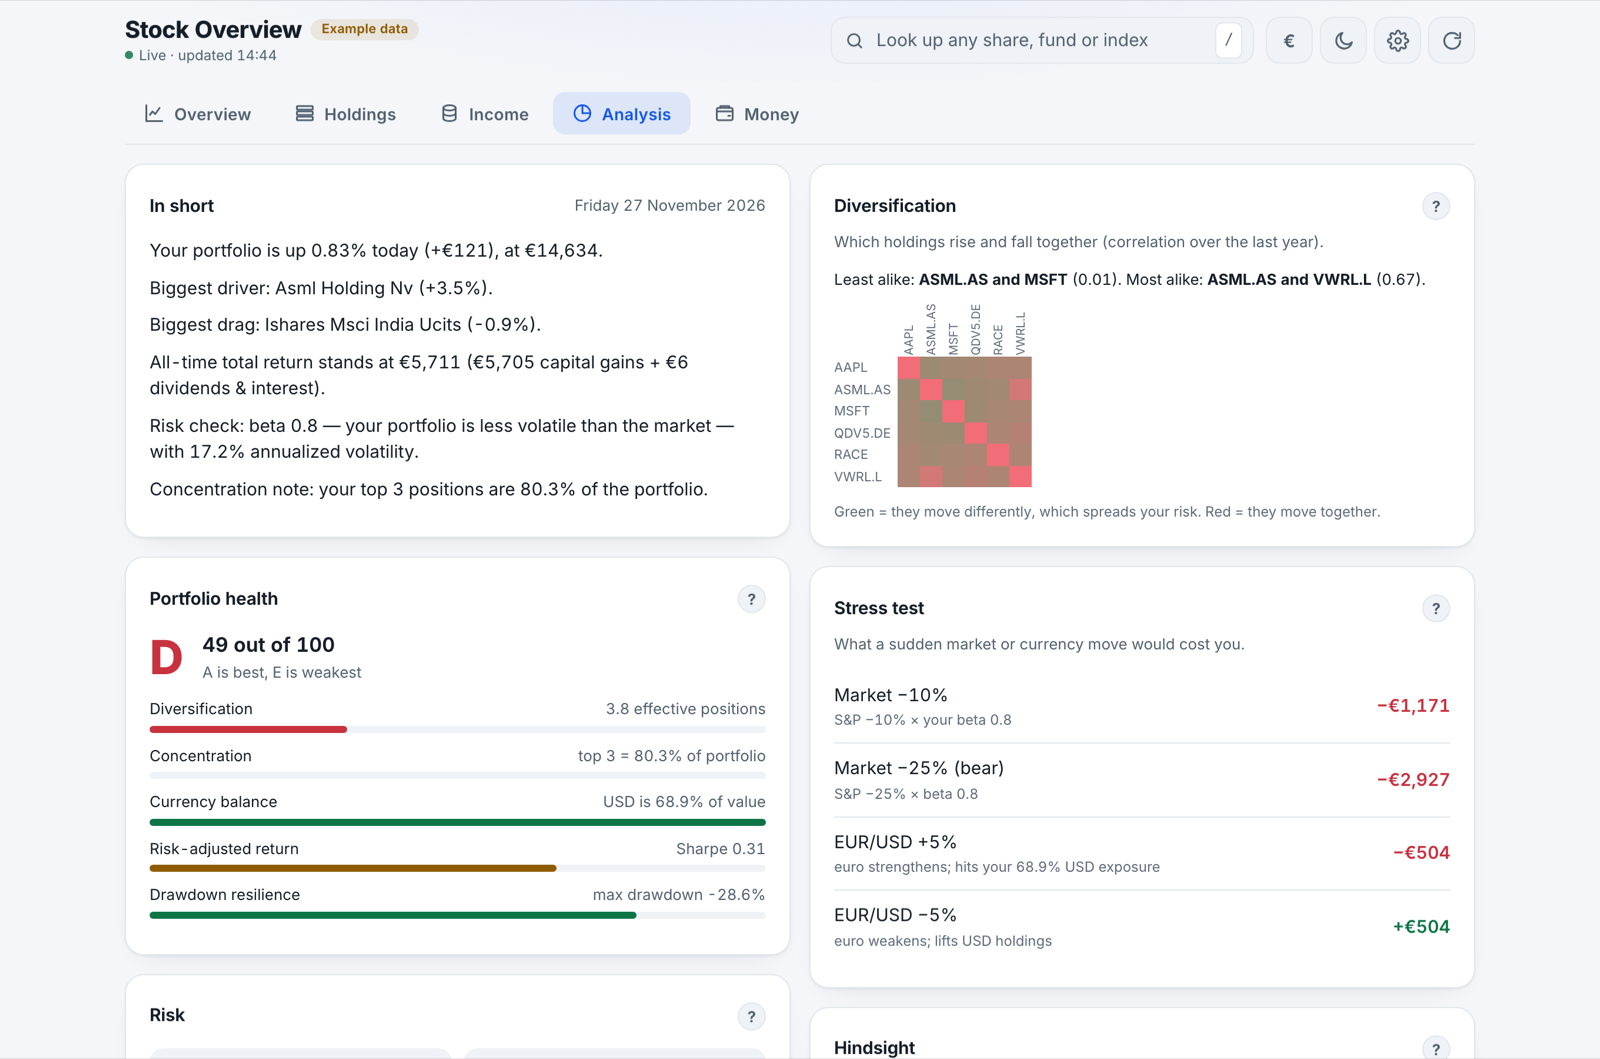 Stock Overview
Example data
Live · updated 14:44
Look up any share, fund or index
/
€
Overview
Holdings
Income
Analysis
Money
In short
Friday 27 November 2026
Your portfolio is up 0.83% today (+€121), at €14,634.
Biggest driver: Asml Holding Nv (+3.5%).
Biggest drag: Ishares Msci India Ucits (-0.9%).
All-time total return stands at €5,711 (€5,705 capital gains + €6
dividends & interest).
Risk check: beta 0.8 — your portfolio is less volatile than the market —
with 17.2% annualized volatility.
Concentration note: your top 3 positions are 80.3% of the portfolio.
Portfolio health
?
D
49 out of 100
A is best, E is weakest
Diversification
3.8 effective positions
Concentration
top 3 = 80.3% of portfolio
Currency balance
USD is 68.9% of value
Risk-adjusted return
Sharpe 0.31
Drawdown resilience
max drawdown -28.6%
Risk
?
Diversification
?
Which holdings rise and fall together (correlation over the last year).
Least alike: ASML.AS and MSFT (0.01). Most alike: ASML.AS and VWRL.L (0.67).
AAPL
ASML.AS
MSFT
QDV5.DE
RACE
VWRL.L
AAPL
ASML.AS
MSFT
QDV5.DE
RACE
VWRL.L
Green = they move differently, which spreads your risk. Red = they move together.
Stress test
?
What a sudden market or currency move would cost you.
Market −10%
S&P −10% × your beta 0.8
−€1,171
Market −25% (bear)
S&P −25% × beta 0.8
−€2,927
EUR/USD +5%
euro strengthens; hits your 68.9% USD exposure
−€504
EUR/USD −5%
euro weakens; lifts USD holdings
+€504
Hindsight
?